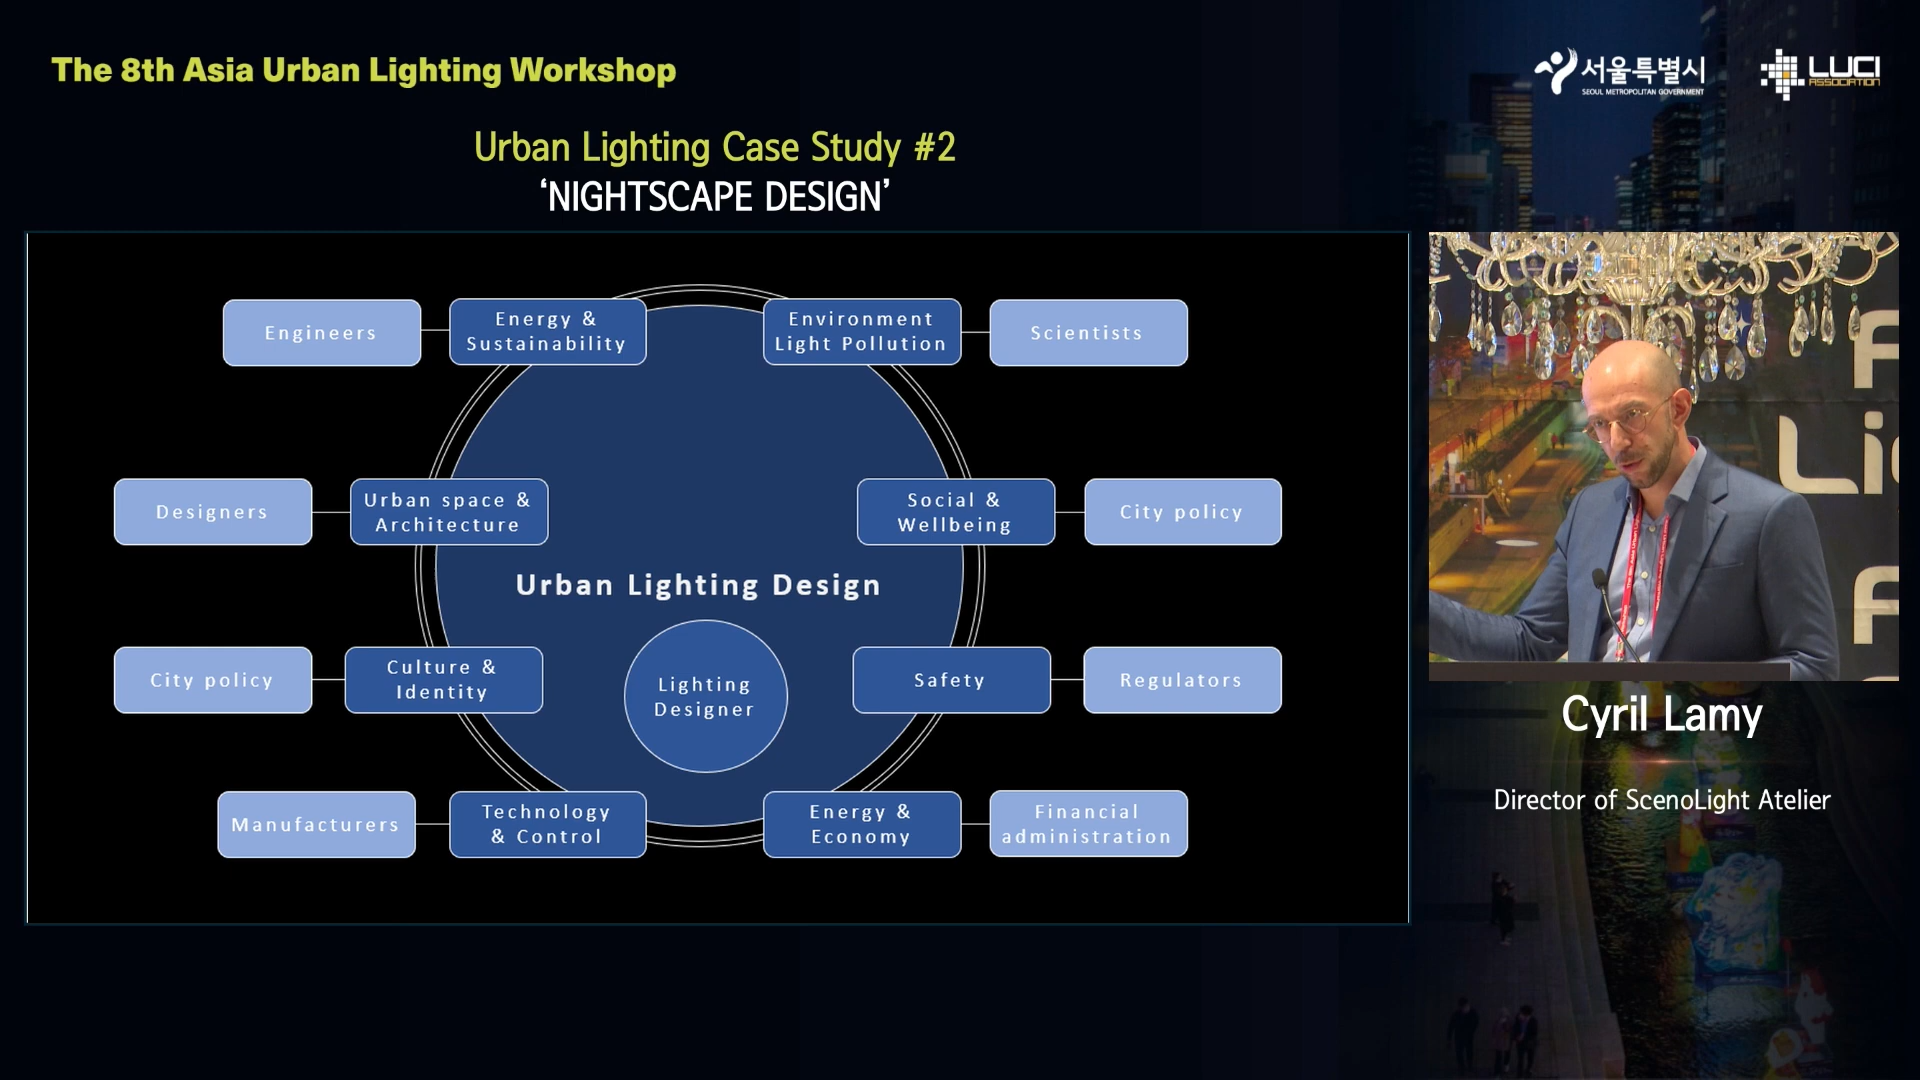 The 8th Asia Urban Lighting Workshop
서울특별시
SEOUL METROPOLITAN GOVERNMENT
LUCI
ASSOCIATION
Urban Lighting Case Study #2
‘NIGHTSCAPE DESIGN’
Engineers
Energy &
Sustainability
Environment
Light Pollution
Scientists
Designers
Urban space &
Architecture
Social &
Wellbeing
City policy
Urban Lighting Design
City policy
Culture &
Identity
Lighting
Designer
Safety
Regulators
Manufacturers
Technology
& Control
Energy &
Economy
Financial
administration
Cyril Lamy
Director of ScenoLight Atelier